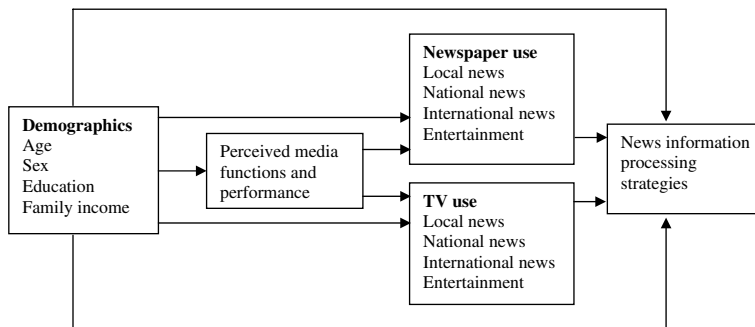 Demographics
Age
Sex
Education
Family income
Perceived media
functions and
performance
Newspaper use
Local news
National news
International news
Entertainment
TV use
Local news
National news
International news
Entertainment
News information
processing
strategies